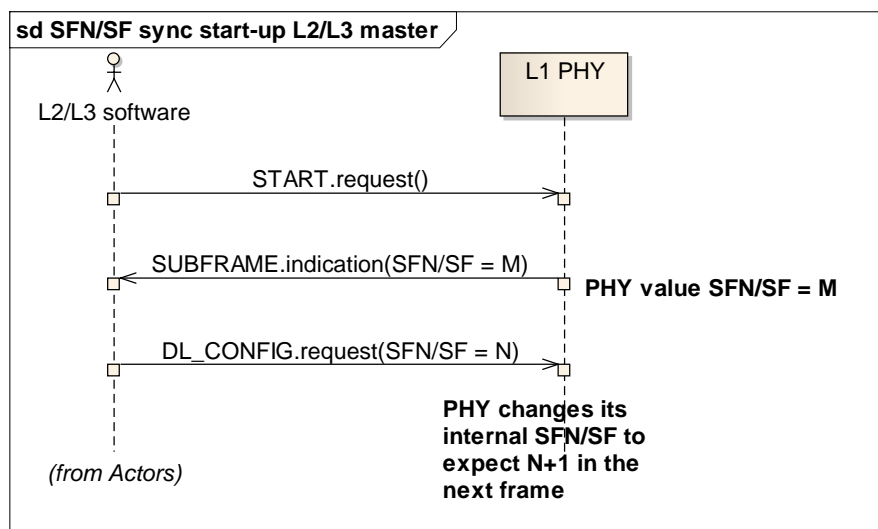 sd SFN/SF sync start-up L2/L3 master
L1 PHY
L2/L3 software
START.request()
SUBFRAME.indication(SFN/SF = M)
PHY value SFN/SF = M
DL_CONFIG.request(SFN/SF = N)
PHY changes its
internal SFN/SF to
expect N+1 in the
next frame
(from Actors)